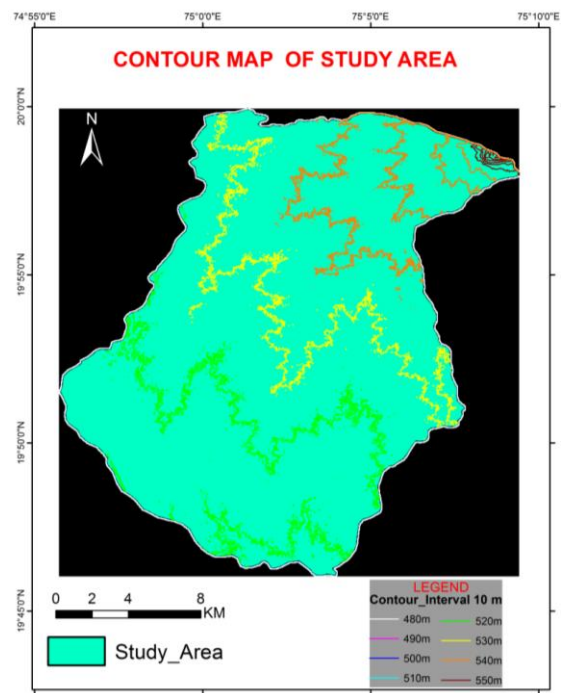 74°55'0"E 75°0'0"E 75°5'0"E 75°10'0"E
CONTOUR MAP OF STUDY AREA
N
20°0'0"N
19°55'0"N
19°50'0"N
19°45'0"N
0 2 4 8
KM
Study_Area
LEGEND
Contour_Interval 10 m
480m 520m
490m 530m
500m 540m
510m 550m